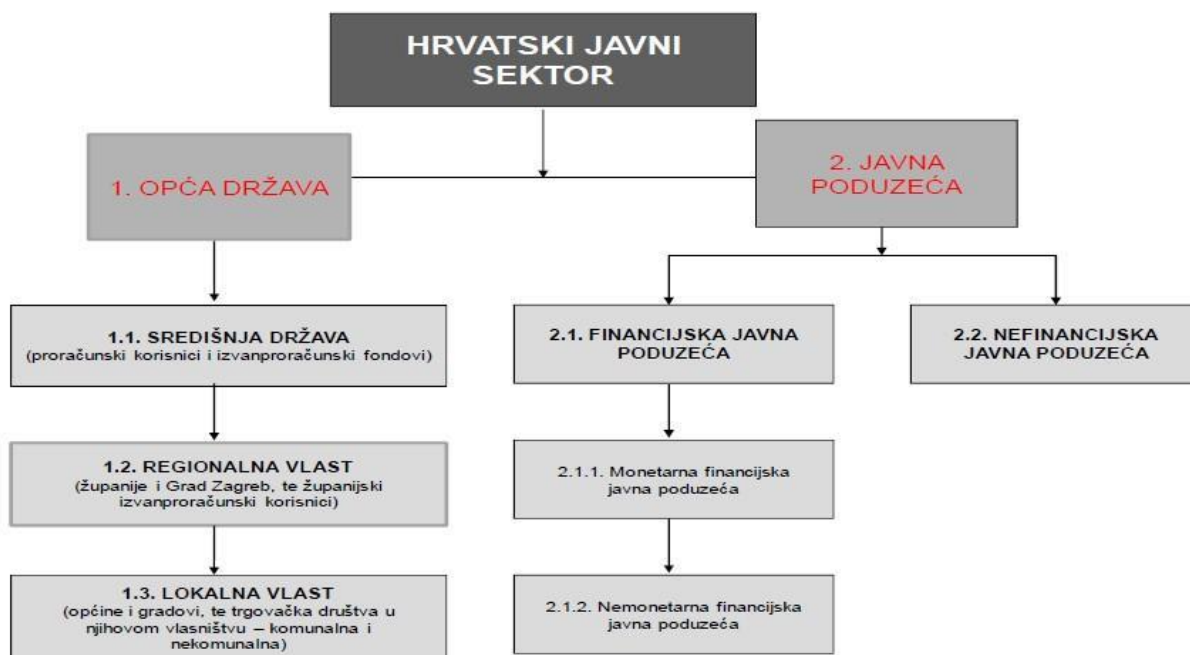 HRVATSKI JAVNI
SEKTOR
1. OPĆA DRŽAVA
2. JAVNA
PODUZEĆA
1.1. SREDIŠNJA DRŽAVA
(proračunski korisnici i izvanproračunski fondovi)
2.1. FINANCIJSKA JAVNA
PODUZEĆA
2.2. NEFINANCIJSKA
JAVNA PODUZEĆA
1.2. REGIONALNA VLAST
(županije i Grad Zagreb, te županijski
izvanproračunski korisnici)
2.1.1. Monetarna financijska
javna poduzeća
1.3. LOKALNA VLAST
(općine i gradovi, te trgovačka društva u
njihovom vlasništvu – komunalna i
nekomunalna)
2.1.2. Nemonetarna financijska
javna poduzeća